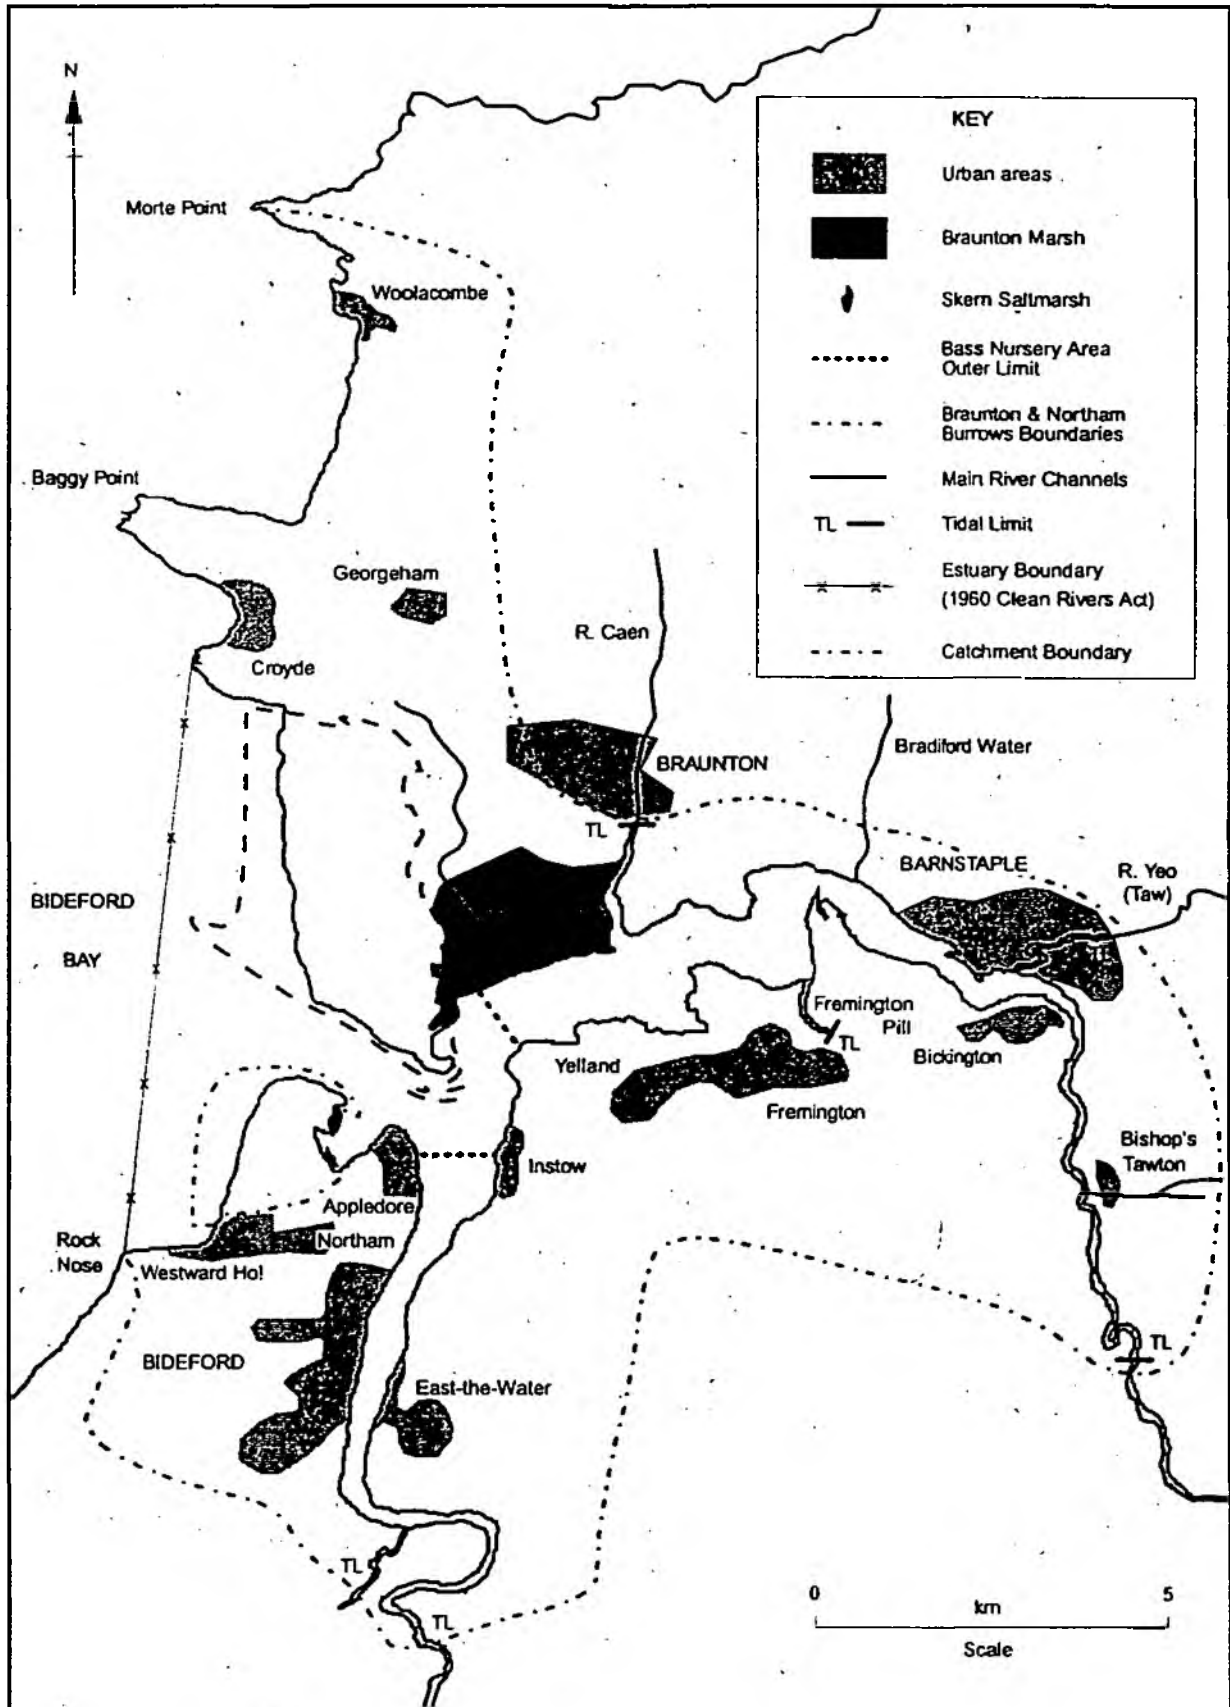 N
Morte Point
Woolacombe
Baggy Point
Georgeham
Croyde
R. Caen
BRAUNTON
TL
Bradiford Water
BARNSTAPLE
R. Yeo
(Taw)
TL
BIDEFORD
BAY
Fremington
Pill
TL
Bickington
Yelland
Fremington
Bishop's
Tawton
Instow
Appledore
Northam
Rock
Nose
Westward Ho!
BIDEFORD
East-the-Water
TL
TL
TL
KEY
Urban areas
Braunton Marsh
Skern Saltmarsh
Bass Nursery Area
Outer Limit
Braunton & Northam
Burrows Boundaries
Main River Channels
TL Tidal Limit
Estuary Boundary
(1960 Clean Rivers Act)
Catchment Boundary
0 5
km
Scale